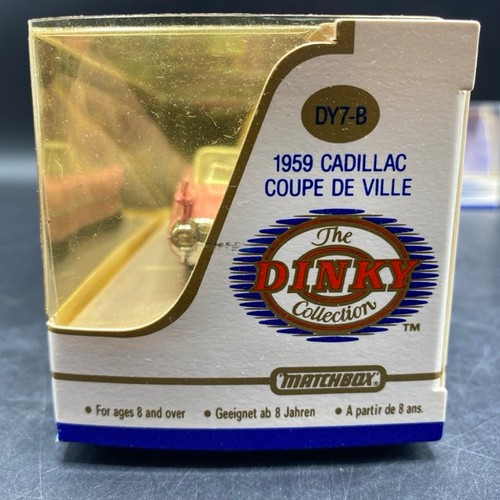 DY7-B
1959 CADILLAC
COUPE DE VILLE
The
DINKY
Collection
TM
MATCHBOX
• For ages 8 and over • Geeignet ab 8 Jahren • A partir de 8 ans.